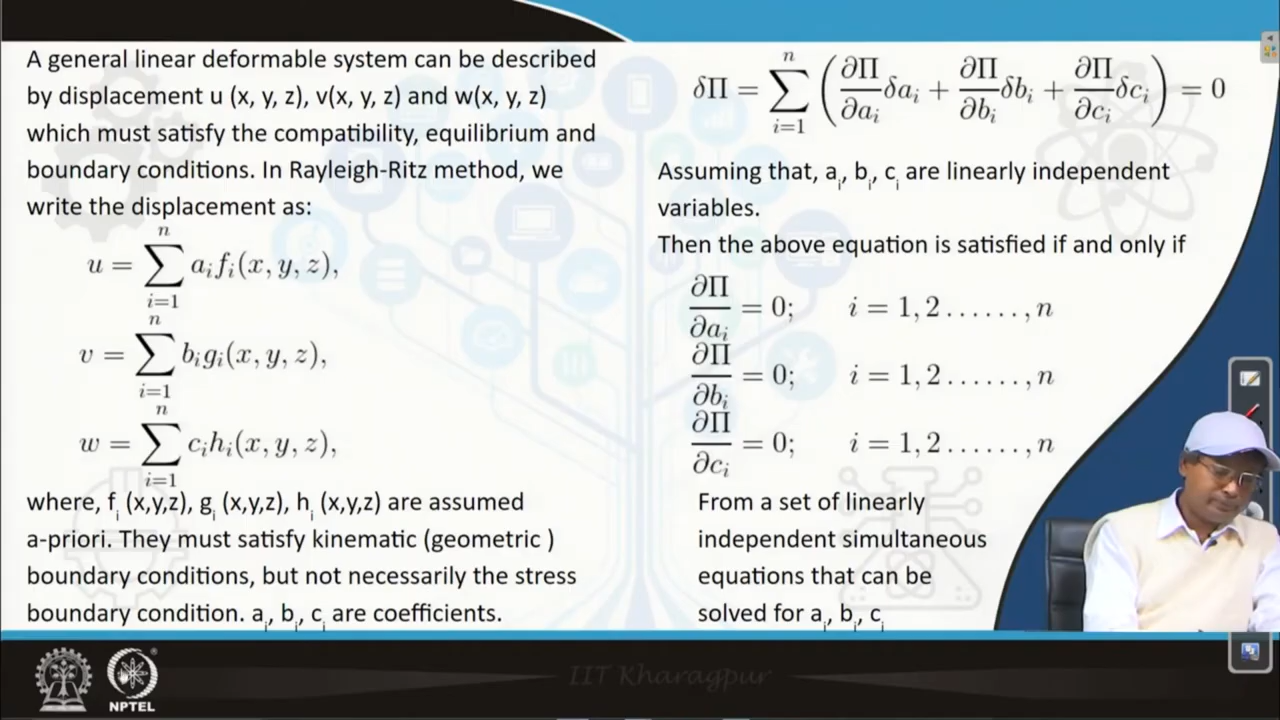 A general linear deformable system can be described
by displacement u (x, y, z), v(x, y, z) and w(x, y, z)
which must satisfy the compatibility, equilibrium and
boundary conditions. In Rayleigh-Ritz method, we
write the displacement as:
u = ∑_{i=1}^{n} a_i f_i(x, y, z),
v = ∑_{i=1}^{n} b_i g_i(x, y, z),
w = ∑_{i=1}^{n} c_i h_i(x, y, z),
where, f_i (x,y,z), g_i (x,y,z), h_i (x,y,z) are assumed
a-priori. They must satisfy kinematic (geometric )
boundary conditions, but not necessarily the stress
boundary condition. a_i, b_i, c_i are coefficients.
δΠ = ∑_{i=1}^{n} (∂Π/∂a_i δa_i + ∂Π/∂b_i δb_i + ∂Π/∂c_i δc_i) = 0
Assuming that, a_i, b_i, c_i are linearly independent
variables.
Then the above equation is satisfied if and only if
∂Π/∂a_i = 0; i = 1, 2 . . . . . . , n
∂Π/∂b_i = 0; i = 1, 2 . . . . . . , n
∂Π/∂c_i = 0; i = 1, 2 . . . . . . , n
From a set of linearly
independent simultaneous
equations that can be
solved for a_i, b_i, c_i
IIT Kharagpur
NPTEL